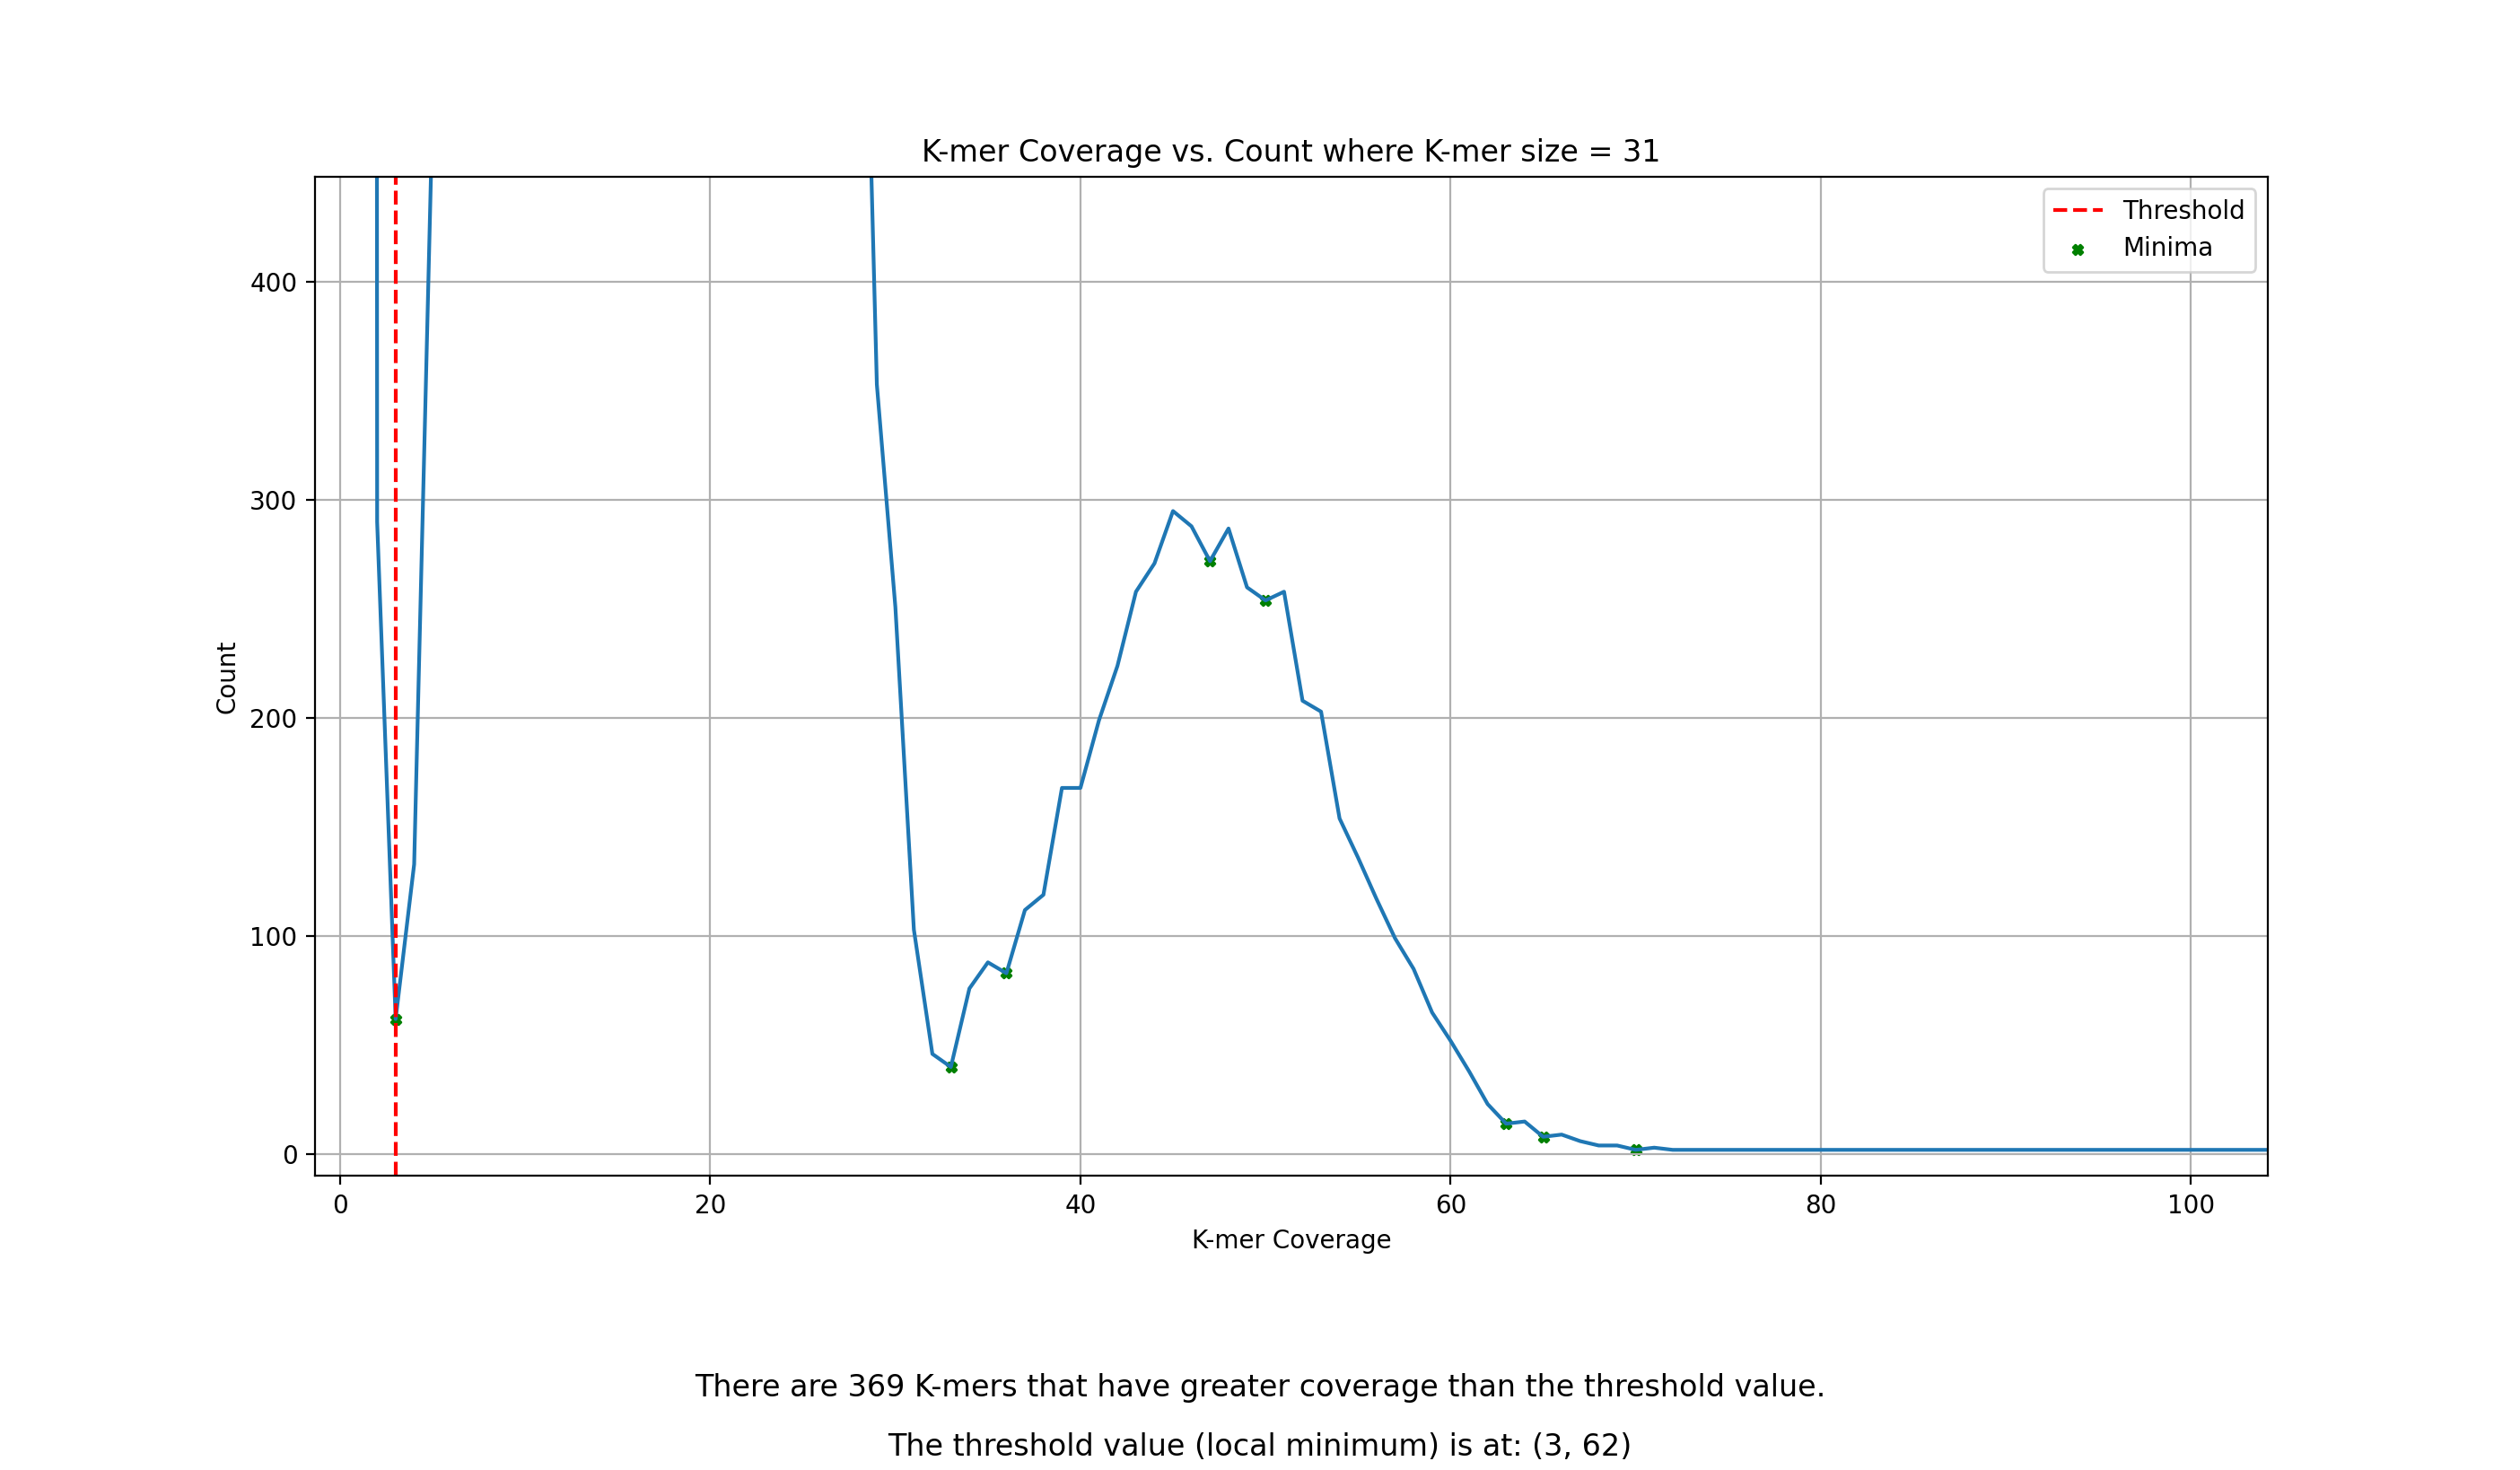 K-mer Coverage vs. Count where K-mer size = 31
Threshold
Minima
400
300
200
100
0
Count
0 20 40 60 80 100
K-mer Coverage
There are 369 K-mers that have greater coverage than the threshold value.
The threshold value (local minimum) is at: (3, 62)